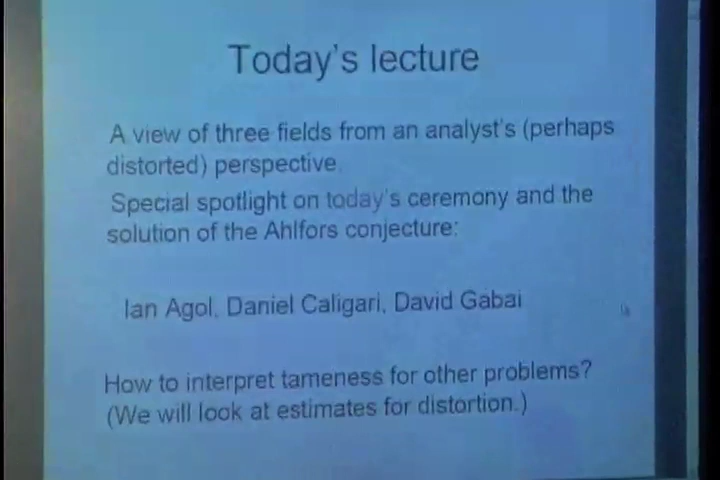 Today's lecture
A view of three fields from an analyst's (perhaps
distorted) perspective.
Special spotlight on today's ceremony and the
solution of the Ahlfors conjecture:
Ian Agol, Daniel Caligari, David Gabai
How to interpret tameness for other problems?
(We will look at estimates for distortion.)